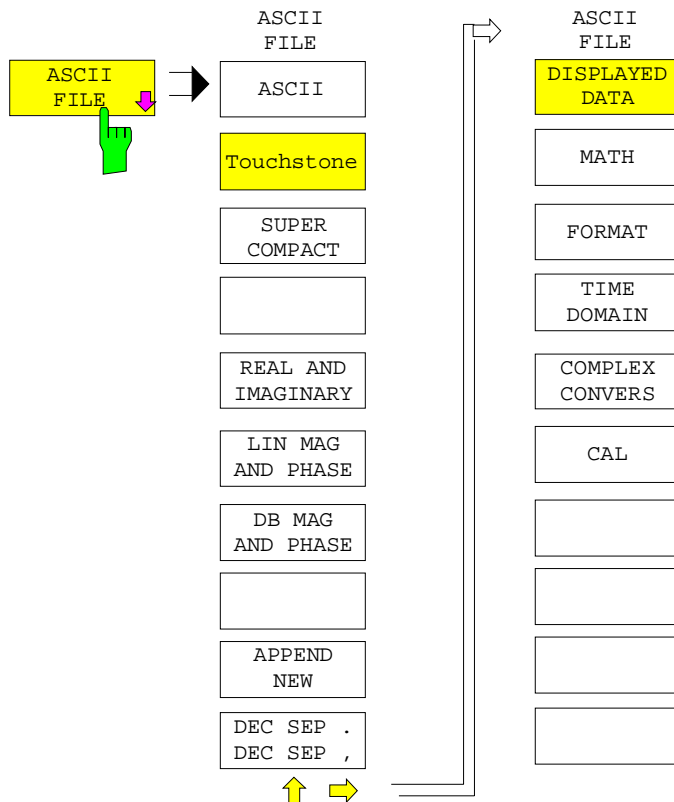 ASCII
FILE
ASCII
FILE
ASCII
Touchstone
SUPER
COMPACT
REAL AND
IMAGINARY
LIN MAG
AND PHASE
DB MAG
AND PHASE
APPEND
NEW
DEC SEP .
DEC SEP ,
ASCII
FILE
DISPLAYED
DATA
MATH
FORMAT
TIME
DOMAIN
COMPLEX
CONVERS
CAL